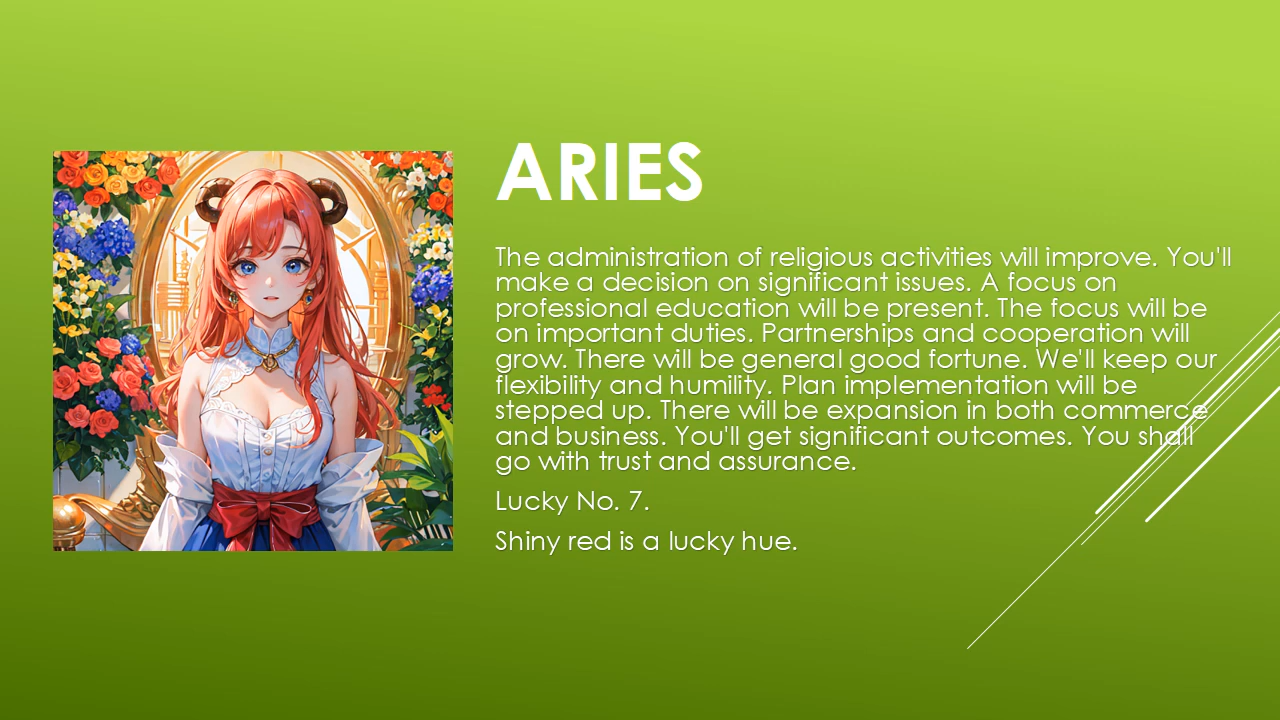 ARIES
The administration of religious activities will improve. You'll
make a decision on significant issues. A focus on
professional education will be present. The focus will be
on important duties. Partnerships and cooperation will
grow. There will be general good fortune. We'll keep our
flexibility and humility. Plan implementation will be
stepped up. There will be expansion in both commerce
and business. You'll get significant outcomes. You shall
go with trust and assurance.
Lucky No. 7.
Shiny red is a lucky hue.